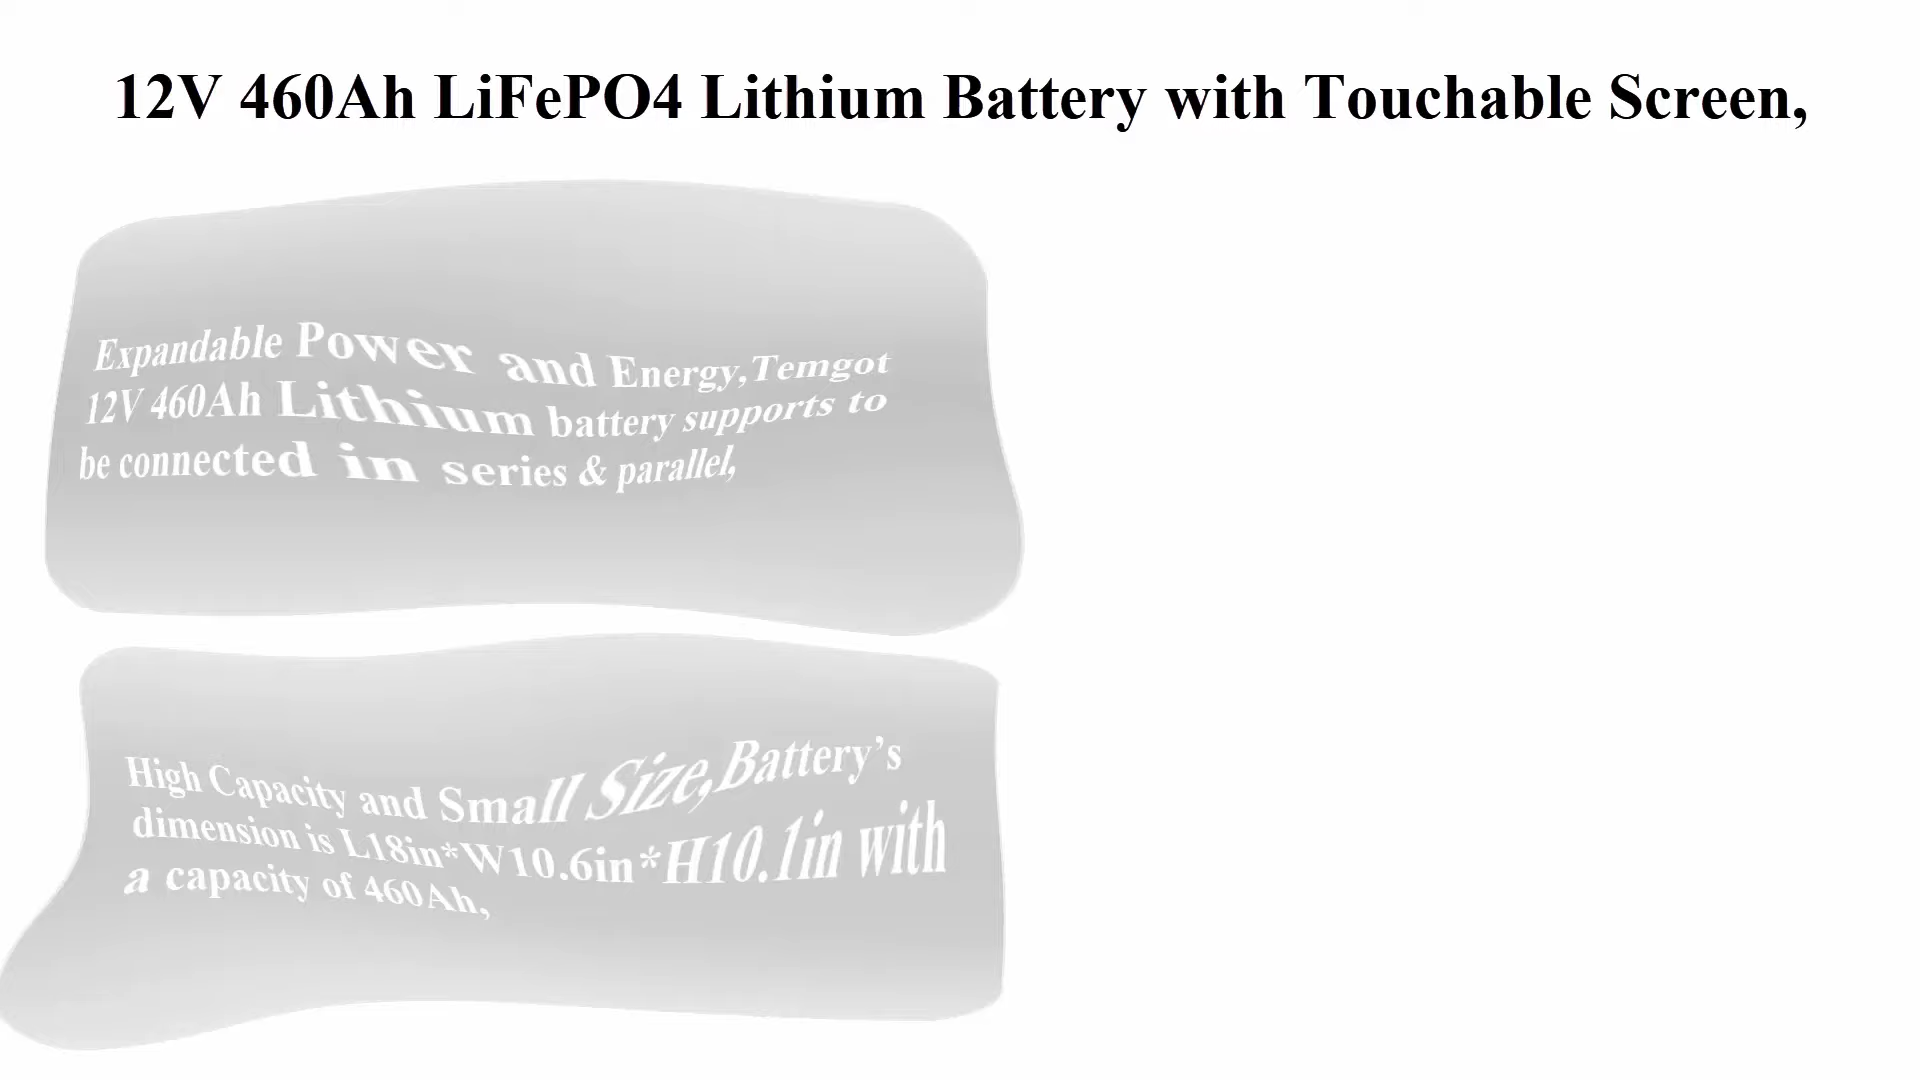 12V 460Ah LiFePO4 Lithium Battery with Touchable Screen,
Expandable Power and Energy,Temgot
12V 460Ah Lithium battery supports to
be connected in series & parallel,
High Capacity and Small Size,Battery’s
dimension is L18in*W10.6in*H10.1in with
a capacity of 460Ah,